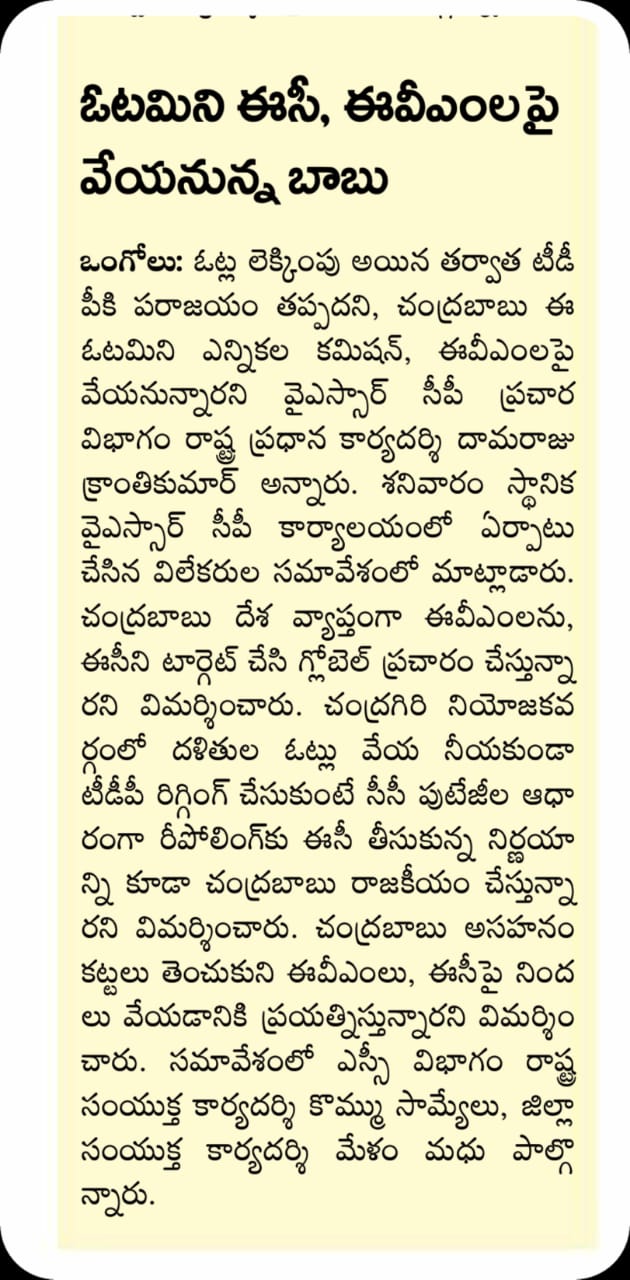 ఓటమిని ఈసీ, ఈవీఎంలపై
వేయనున్న బాబు
ఒంగోలు: ఓట్ల లెక్కింపు అయిన తర్వాత టీడీ
పీకి పరాజయం తప్పదని, చంద్రబాబు ఈ
ఓటమిని ఎన్నికల కమిషన్, ఈవీఎంలపై
వేయనున్నారని వైఎస్సార్ సీపీ ప్రచార
విభాగం రాష్ట్ర ప్రధాన కార్యదర్శి దామరాజు
క్రాంతికుమార్ అన్నారు. శనివారం స్థానిక
వైఎస్సార్ సీపీ కార్యాలయంలో ఏర్పాటు
చేసిన విలేకరుల సమావేశంలో మాట్లాడారు.
చంద్రబాబు దేశ వ్యాప్తంగా ఈవీఎంలను,
ఈసీని టార్గెట్ చేసి గ్లోబెల్ ప్రచారం చేస్తున్నా
రని విమర్శించారు. చంద్రగిరి నియోజకవ
ర్గంలో దళితుల ఓట్లు వేయ నీయకుండా
టీడీపీ రిగ్గింగ్ చేసుకుంటే సీసీ పుటేజీల ఆధా
రంగా రీపోలింగ్‌కు ఈసీ తీసుకున్న నిర్ణయా
న్ని కూడా చంద్రబాబు రాజకీయం చేస్తున్నా
రని విమర్శించారు. చంద్రబాబు అసహనం
కట్టలు తెంచుకుని ఈవీఎంలు, ఈసీపై నింద
లు వేయడానికి ప్రయత్నిస్తున్నారని విమర్శిం
చారు. సమావేశంలో ఎస్సీ విభాగం రాష్ట్ర
సంయుక్త కార్యదర్శి కొమ్ము సామ్యేలు, జిల్లా
సంయుక్త కార్యదర్శి మేళం మధు పాల్గొ
న్నారు.